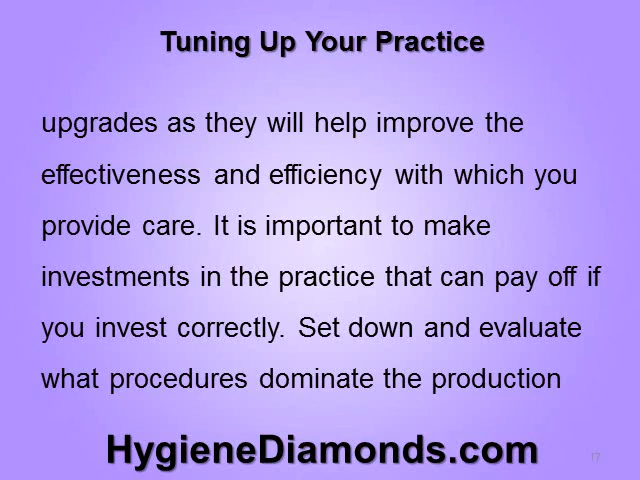 Tuning Up Your Practice
upgrades as they will help improve the
effectiveness and efficiency with which you
provide care. It is important to make
investments in the practice that can pay off if
you invest correctly. Set down and evaluate
what procedures dominate the production
HygieneDiamonds.com
17